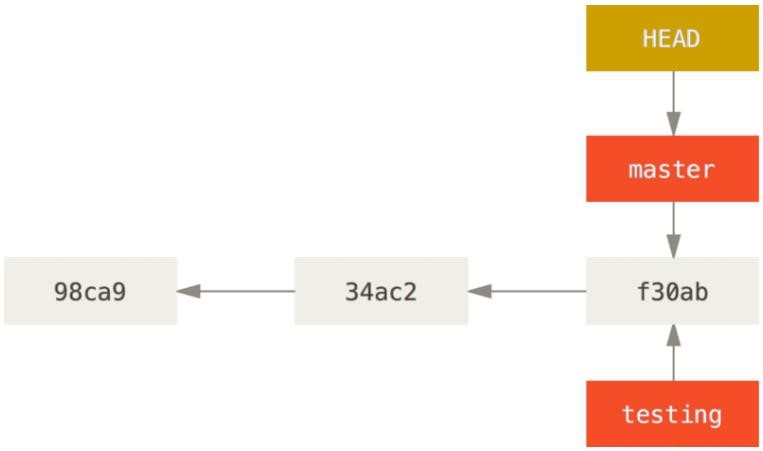 HEAD
master
98ca9
34ac2
f30ab
testing